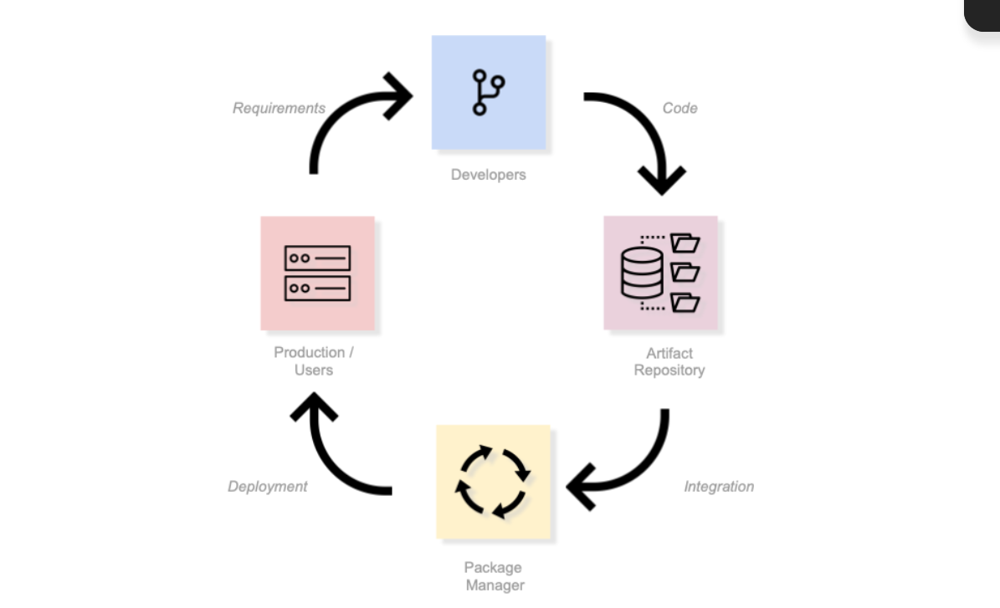 Requirements
Code
Developers
Production /
Users
Artifact
Repository
Deployment
Integration
Package
Manager